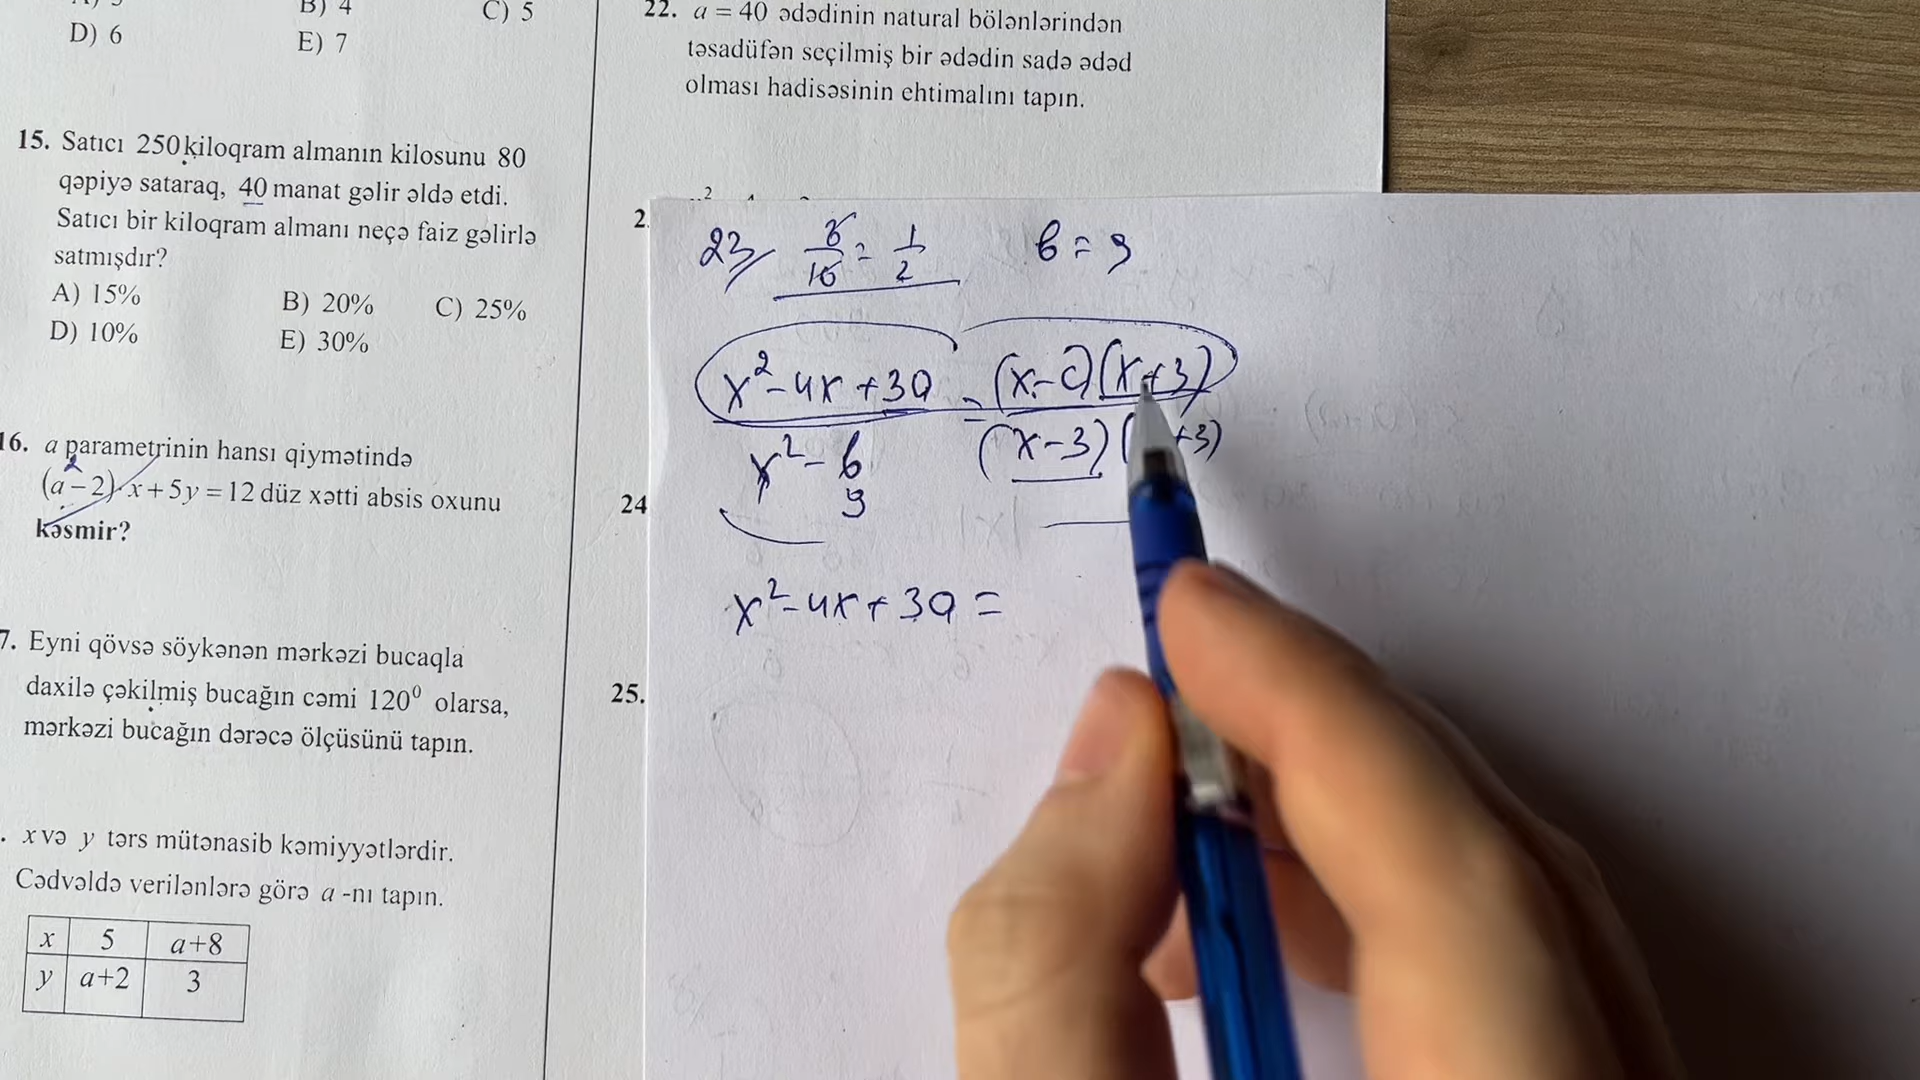 B) 4
C) 5
D) 6
E) 7
15. Satıcı 250 kiloqram almanın kilosunu 80
qəpiyə sataraq, 40 manat gəlir əldə etdi.
Satıcı bir kiloqram almanı neçə faiz gəlirlə
satmışdır?
A) 15%
B) 20%
C) 25%
D) 10%
E) 30%
16. a parametrinin hansı qiymətində
(a – 2)·x + 5y = 12 düz xətti absis oxunu
kəsmir?
7. Eyni qövsə söykənən mərkəzi bucaqla
daxilə çəkilmiş bucağın cəmi 120⁰ olarsa,
mərkəzi bucağın dərəcə ölçüsünü tapın.
. x və y tərs mütənasib kəmiyyətlərdir.
Cədvəldə verilənlərə görə a -nı tapın.
x 5 a+8
y a+2 3
22. a = 40 ədədinin natural bölənlərindən
təsadüfən seçilmiş bir ədədin sadə ədəd
olması hadisəsinin ehtimalını tapın.
2
24
25.
23/ 8/16 = 1/2
b = 9
x² - 4x + 3a = (x - c)(x + 3)
x² - b (x - 3) ( +3)
9
x² - 4x + 3a =